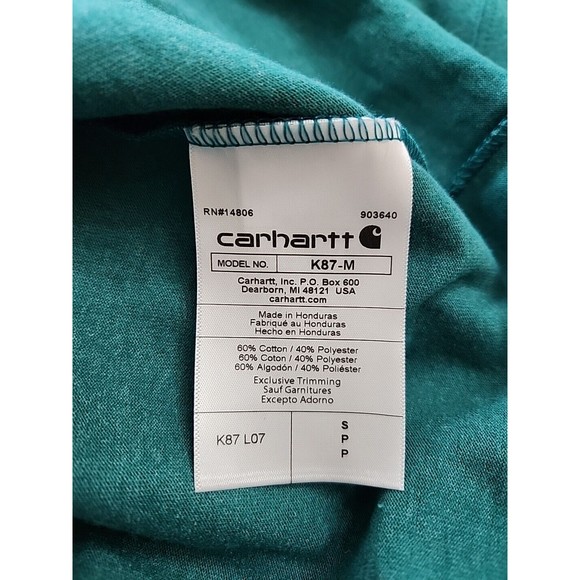 RN#14806 903640
carhartt
MODEL NO. K87-M
Carhartt, Inc. P.O. Box 600
Dearborn, MI 48121 USA
carhartt.com
Made in Honduras
Fabriqué au Honduras
Hecho en Honduras
60% Cotton / 40% Polyester
60% Coton / 40% Polyester
60% Algodón / 40% Poliéster
Exclusive Trimming
Sauf Garnitures
Excepto Adorno
K87 L07
S
P
P